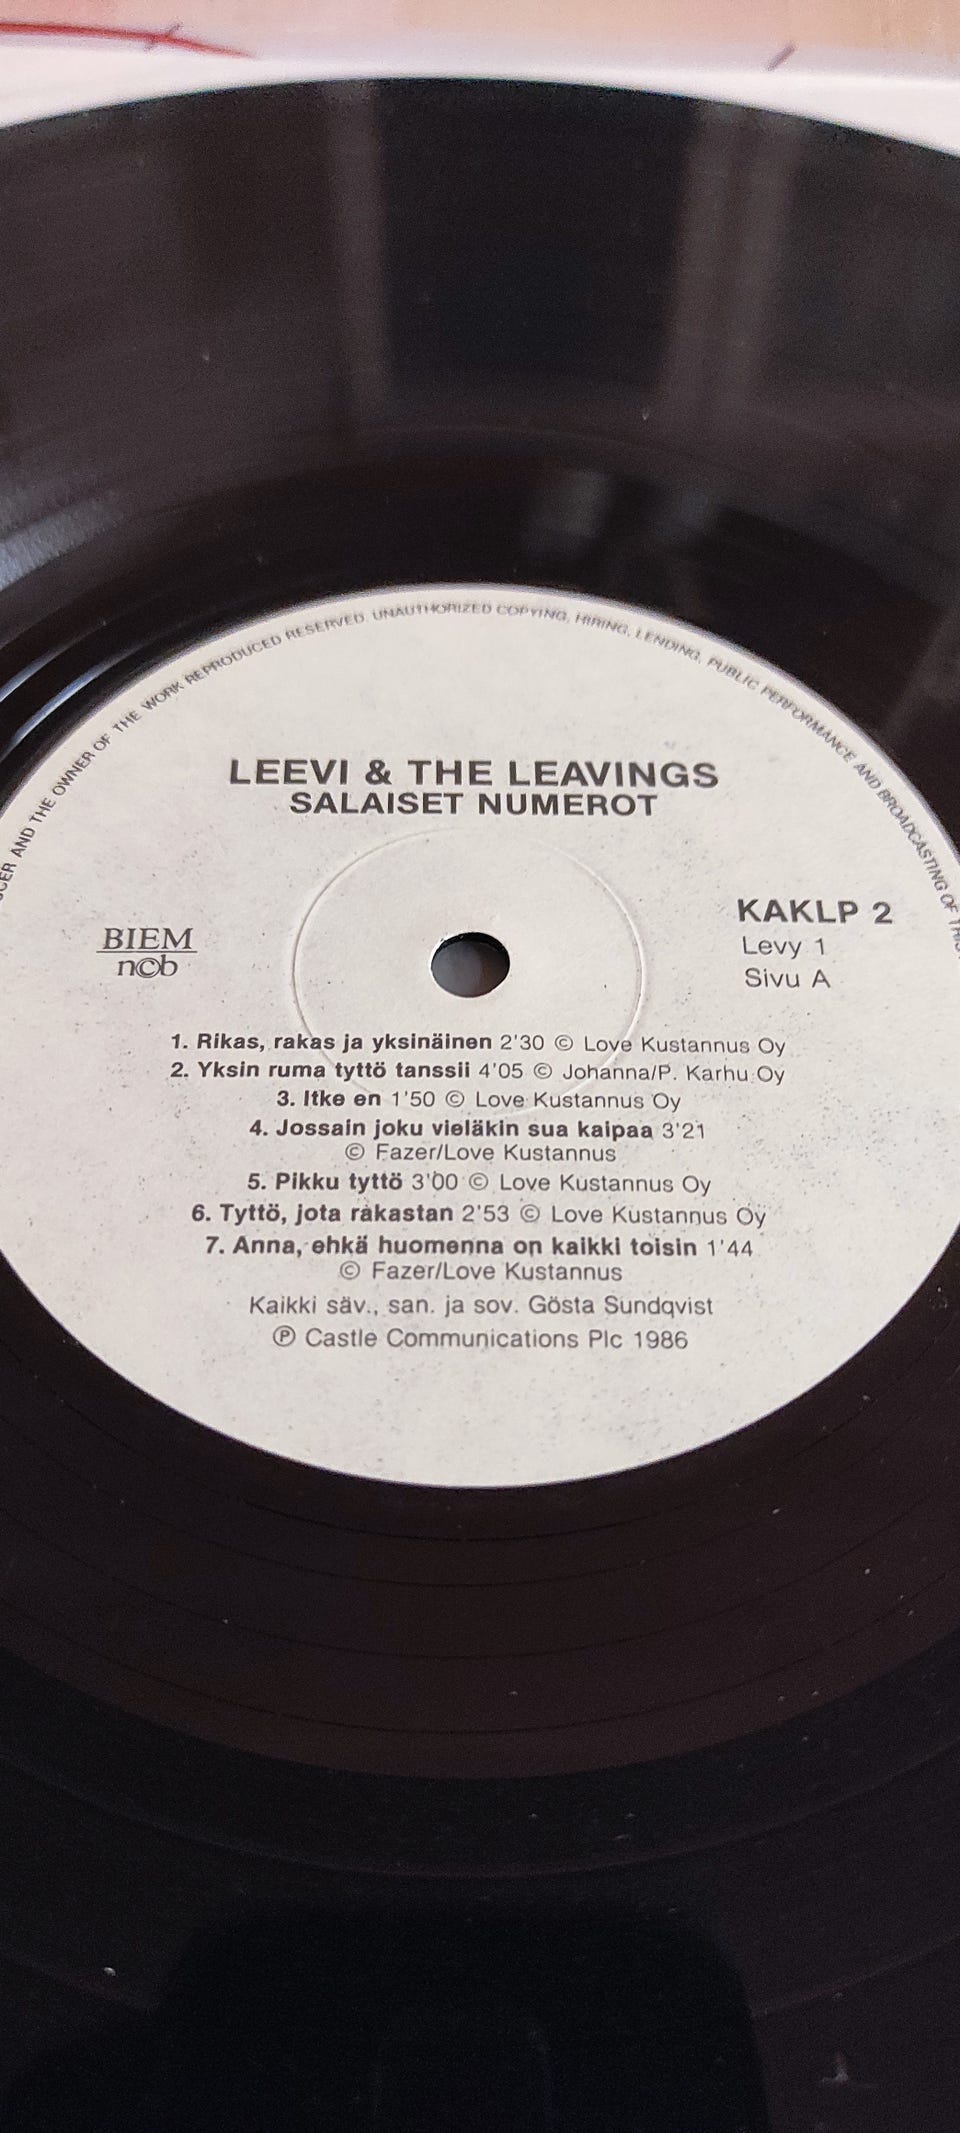 CER AND THE OWNER OF THE WORK REPRODUCED RESERVED. UNAUTHORIZED COPYING, HIRING, LENDING, PUBLIC PERFORMANCE AND BROADCASTING OF THIS
LEEVI & THE LEAVINGS
SALAISET NUMEROT
KAKLP 2
BIEM
n©b
Levy 1
Sivu A
1. Rikas, rakas ja yksinäinen 2'30 © Love Kustannus Oy
2. Yksin ruma tyttö tanssii 4'05 © Johanna/P. Karhu Oy
3. Itke en 1'50 © Love Kustannus Oy
4. Jossain joku vieläkin sua kaipaa 3'21
© Fazer/Love Kustannus
5. Pikku tyttö 3'00 © Love Kustannus Oy
6. Tyttö, jota rakastan 2'53 © Love Kustannus Oy
7. Anna, ehkä huomenna on kaikki toisin 1'44
© Fazer/Love Kustannus
Kaikki säv., san. ja sov. Gösta Sundqvist
℗ Castle Communications Plc 1986